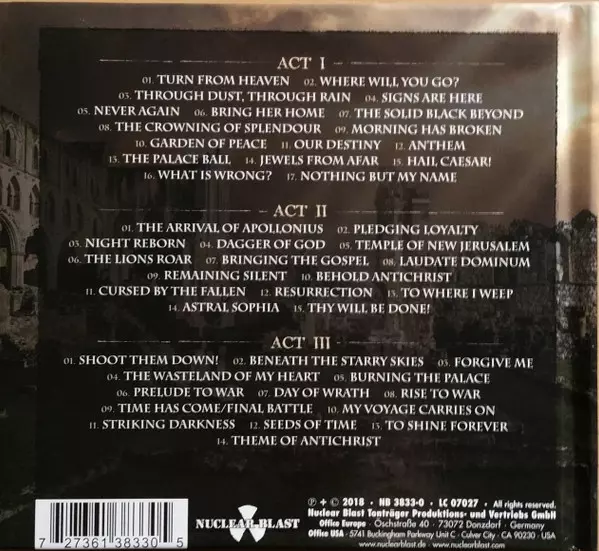 ACT I
01. TURN FROM HEAVEN 02. WHERE WILL YOU GO?
03. THROUGH DUST, THROUGH RAIN 04. SIGNS ARE HERE
05. NEVER AGAIN 06. BRING HER HOME 07. THE SOLID BLACK BEYOND
08. THE CROWNING OF SPLENDOUR 09. MORNING HAS BROKEN
10. GARDEN OF PEACE 11. OUR DESTINY 12. ANTHEM
13. THE PALACE BALL 14. JEWELS FROM AFAR 15. HAIL CAESAR!
16. WHAT IS WRONG? 17. NOTHING BUT MY NAME
ACT II
01. THE ARRIVAL OF APOLLONIUS 02. PLEDGING LOYALTY
03. NIGHT REBORN 04. DAGGER OF GOD 05. TEMPLE OF NEW JERUSALEM
06. THE LIONS ROAR 07. BRINGING THE GOSPEL 08. LAUDATE DOMINUM
09. REMAINING SILENT 10. BEHOLD ANTICHRIST
11. CURSED BY THE FALLEN 12. RESURRECTION 13. TO WHERE I WEEP
14. ASTRAL SOPHIA 15. THY WILL BE DONE!
ACT III
01. SHOOT THEM DOWN! 02. BENEATH THE STARRY SKIES 03. FORGIVE ME
04. THE WASTELAND OF MY HEART 05. BURNING THE PALACE
06. PRELUDE TO WAR 07. DAY OF WRATH 08. RISE TO WAR
09. TIME HAS COME/FINAL BATTLE 10. MY VOYAGE CARRIES ON
11. STRIKING DARKNESS 12. SEEDS OF TIME 13. TO SHINE FOREVER
14. THEME OF ANTICHRIST
7 27361 38330 5
NUCLEAR BLAST
℗ + © 2018 • NB 3833-0 • LC 07027 •
Nuclear Blast Tonträger Produktions- und Vertriebs GmbH
Office Europe • Öschstraße 40 • 73072 Donzdorf • Germany
Office USA • 5741 Buckingham Parkway Unit C • Culver City • CA 90230 • USA
www.nuclearblast.de • www.nuclearblast.com